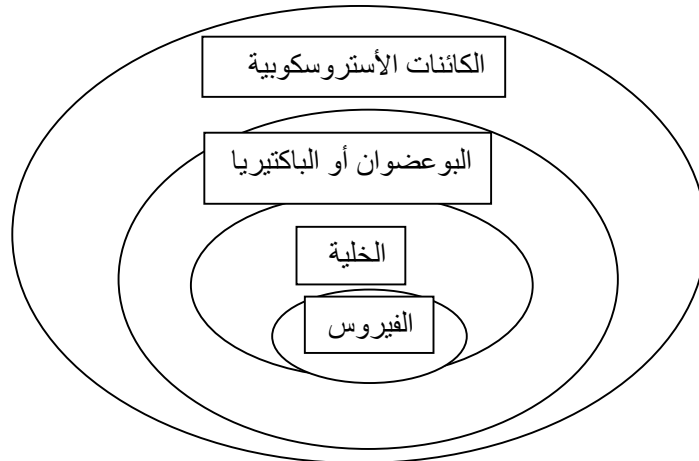 الكائنات الأستروسكوبية
البوعضوان أو الباكتيريا
الخلية
الفيروس